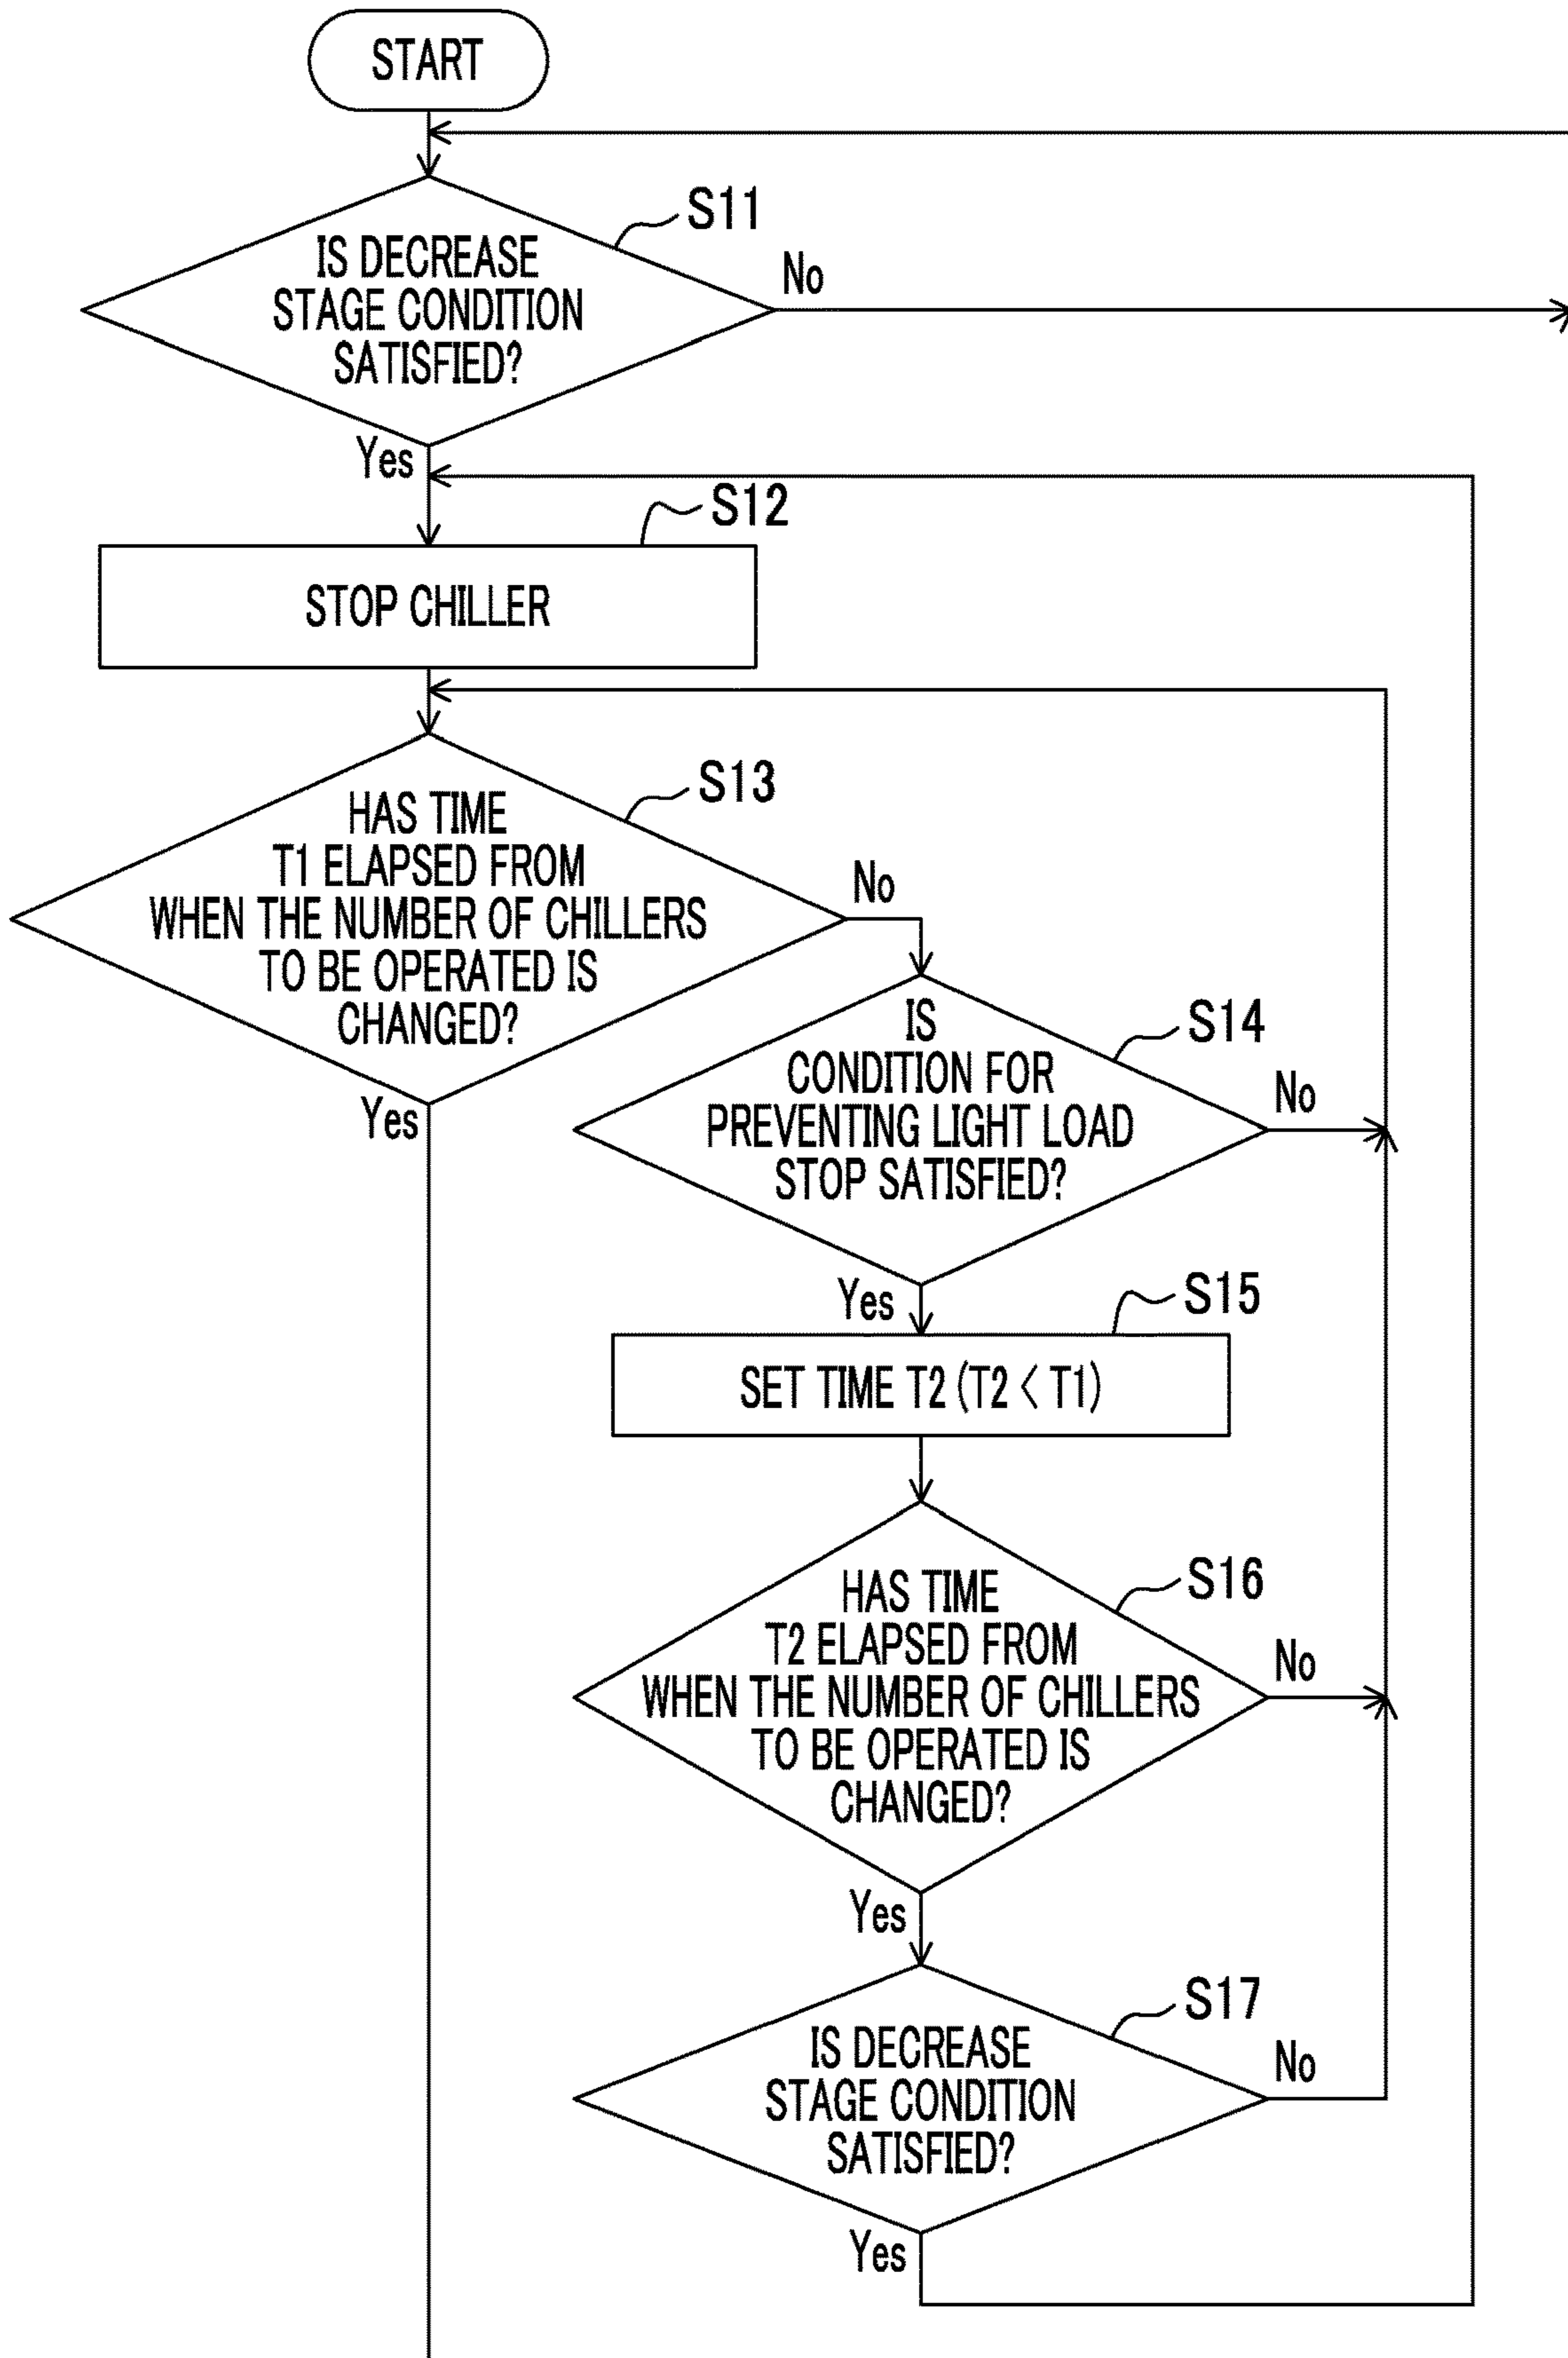 START
S11
IS DECREASE
STAGE CONDITION
SATISFIED?
No
Yes
S12
STOP CHILLER
S13
HAS TIME
T1 ELAPSED FROM
WHEN THE NUMBER OF CHILLERS
TO BE OPERATED IS
CHANGED?
No
Yes
S14
IS
CONDITION FOR
PREVENTING LIGHT LOAD
STOP SATISFIED?
No
Yes
S15
SET TIME T2 (T2 < T1)
S16
HAS TIME
T2 ELAPSED FROM
WHEN THE NUMBER OF CHILLERS
TO BE OPERATED IS
CHANGED?
No
Yes
S17
IS DECREASE
STAGE CONDITION
SATISFIED?
No
Yes